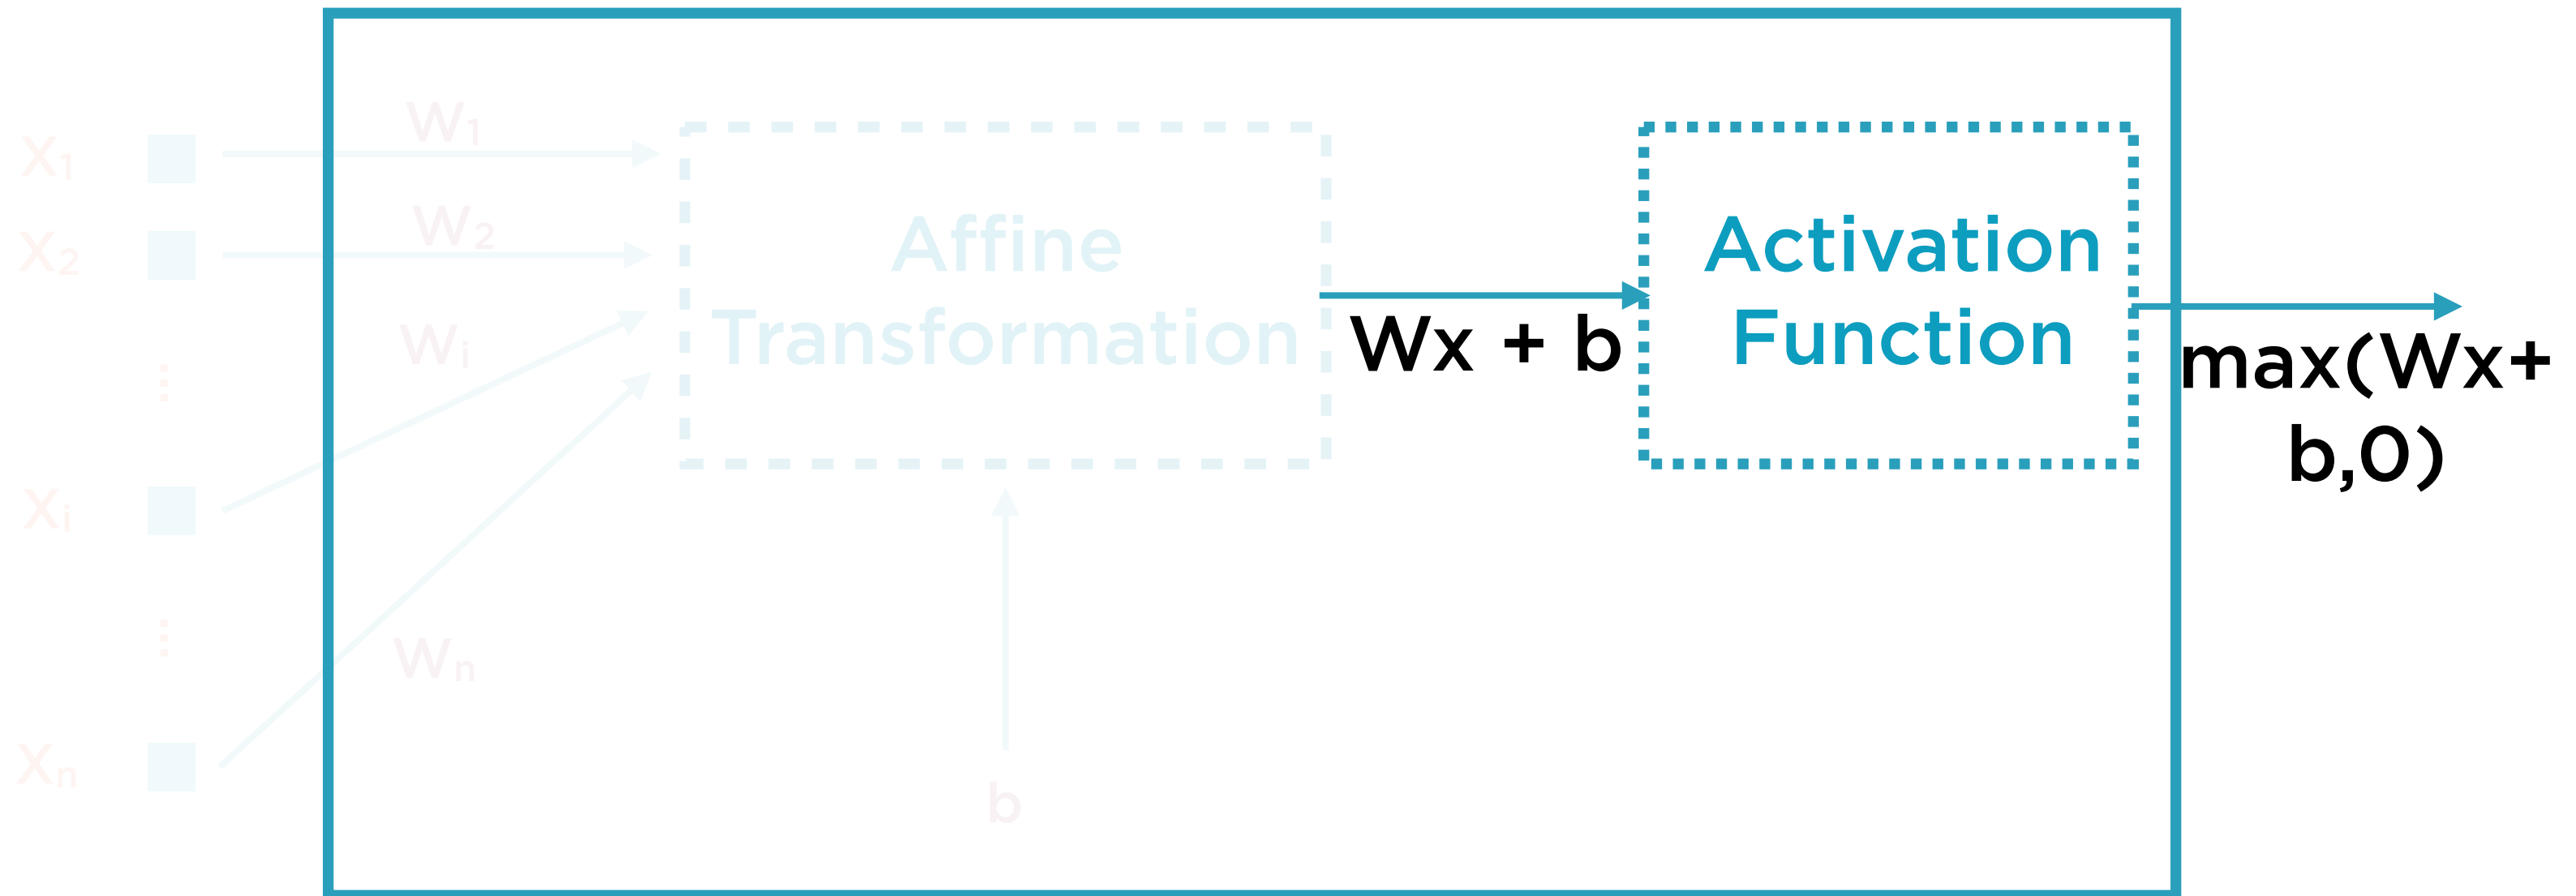 W₁
X₁
W₂
X₂
Affine
Transformation
Activation
Function
Wᵢ
Wx + b
max(Wx+
b,0)
⋮
Xᵢ
⋮
Wₙ
Xₙ
b